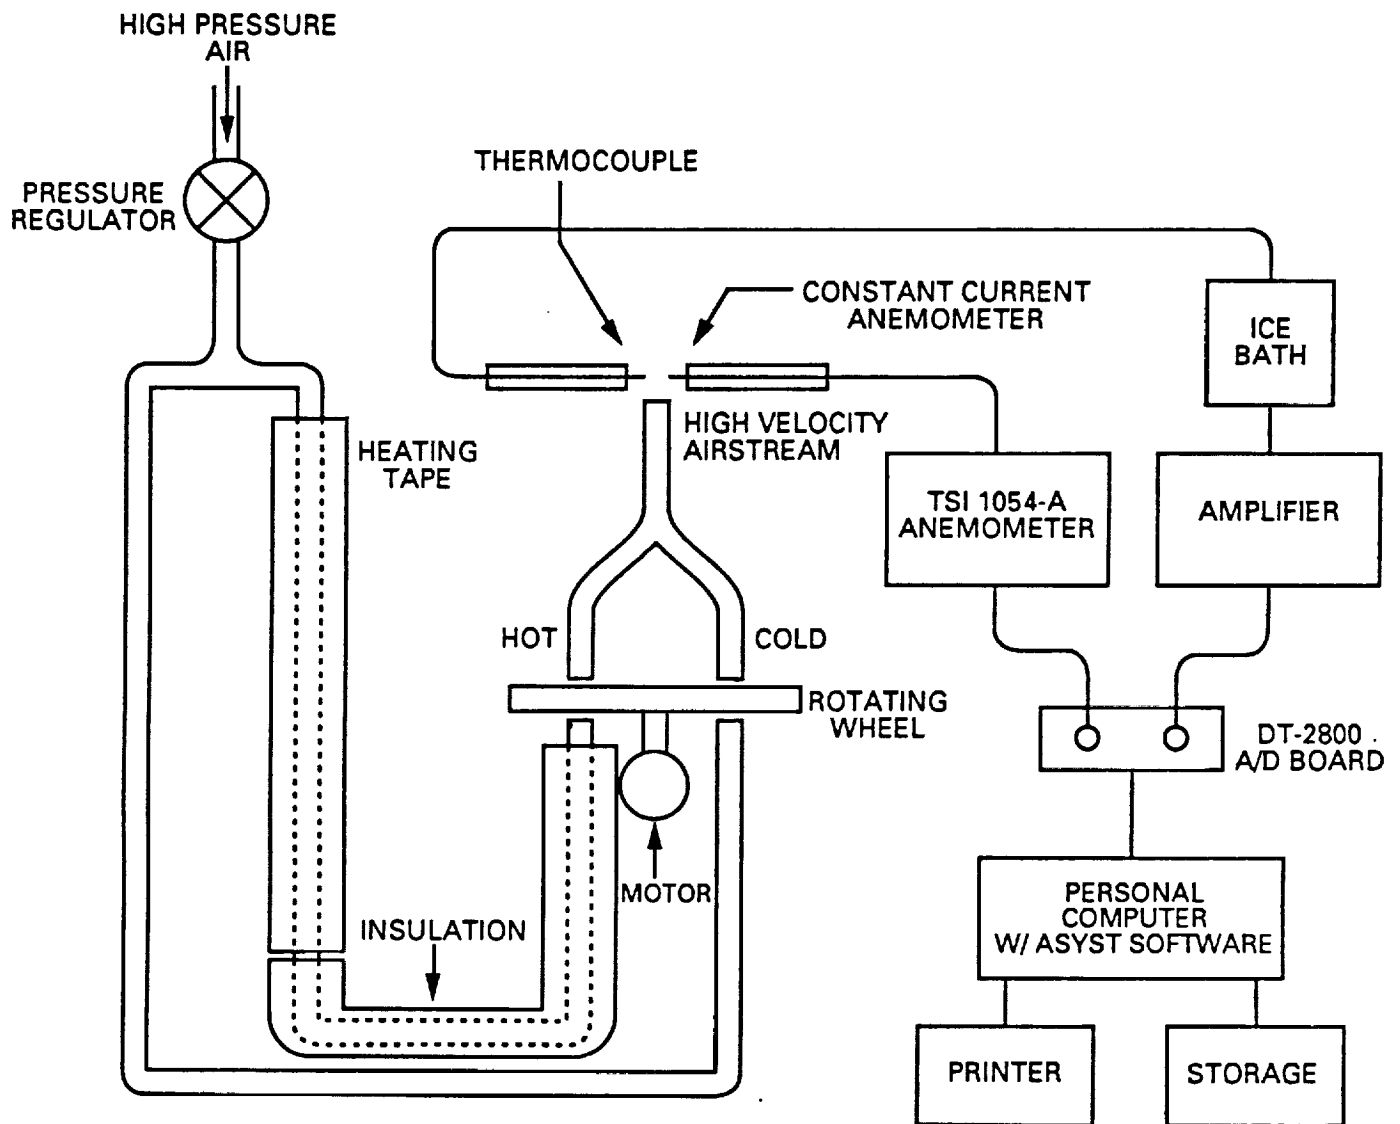 HIGH PRESSURE
AIR
PRESSURE
REGULATOR
THERMOCOUPLE
CONSTANT CURRENT
ANEMOMETER
ICE
BATH
HIGH VELOCITY
AIRSTREAM
HEATING
TAPE
TSI 1054-A
ANEMOMETER
AMPLIFIER
HOT
COLD
ROTATING
WHEEL
DT-2800
A/D BOARD
MOTOR
INSULATION
PERSONAL
COMPUTER
W/ ASYST SOFTWARE
PRINTER
STORAGE